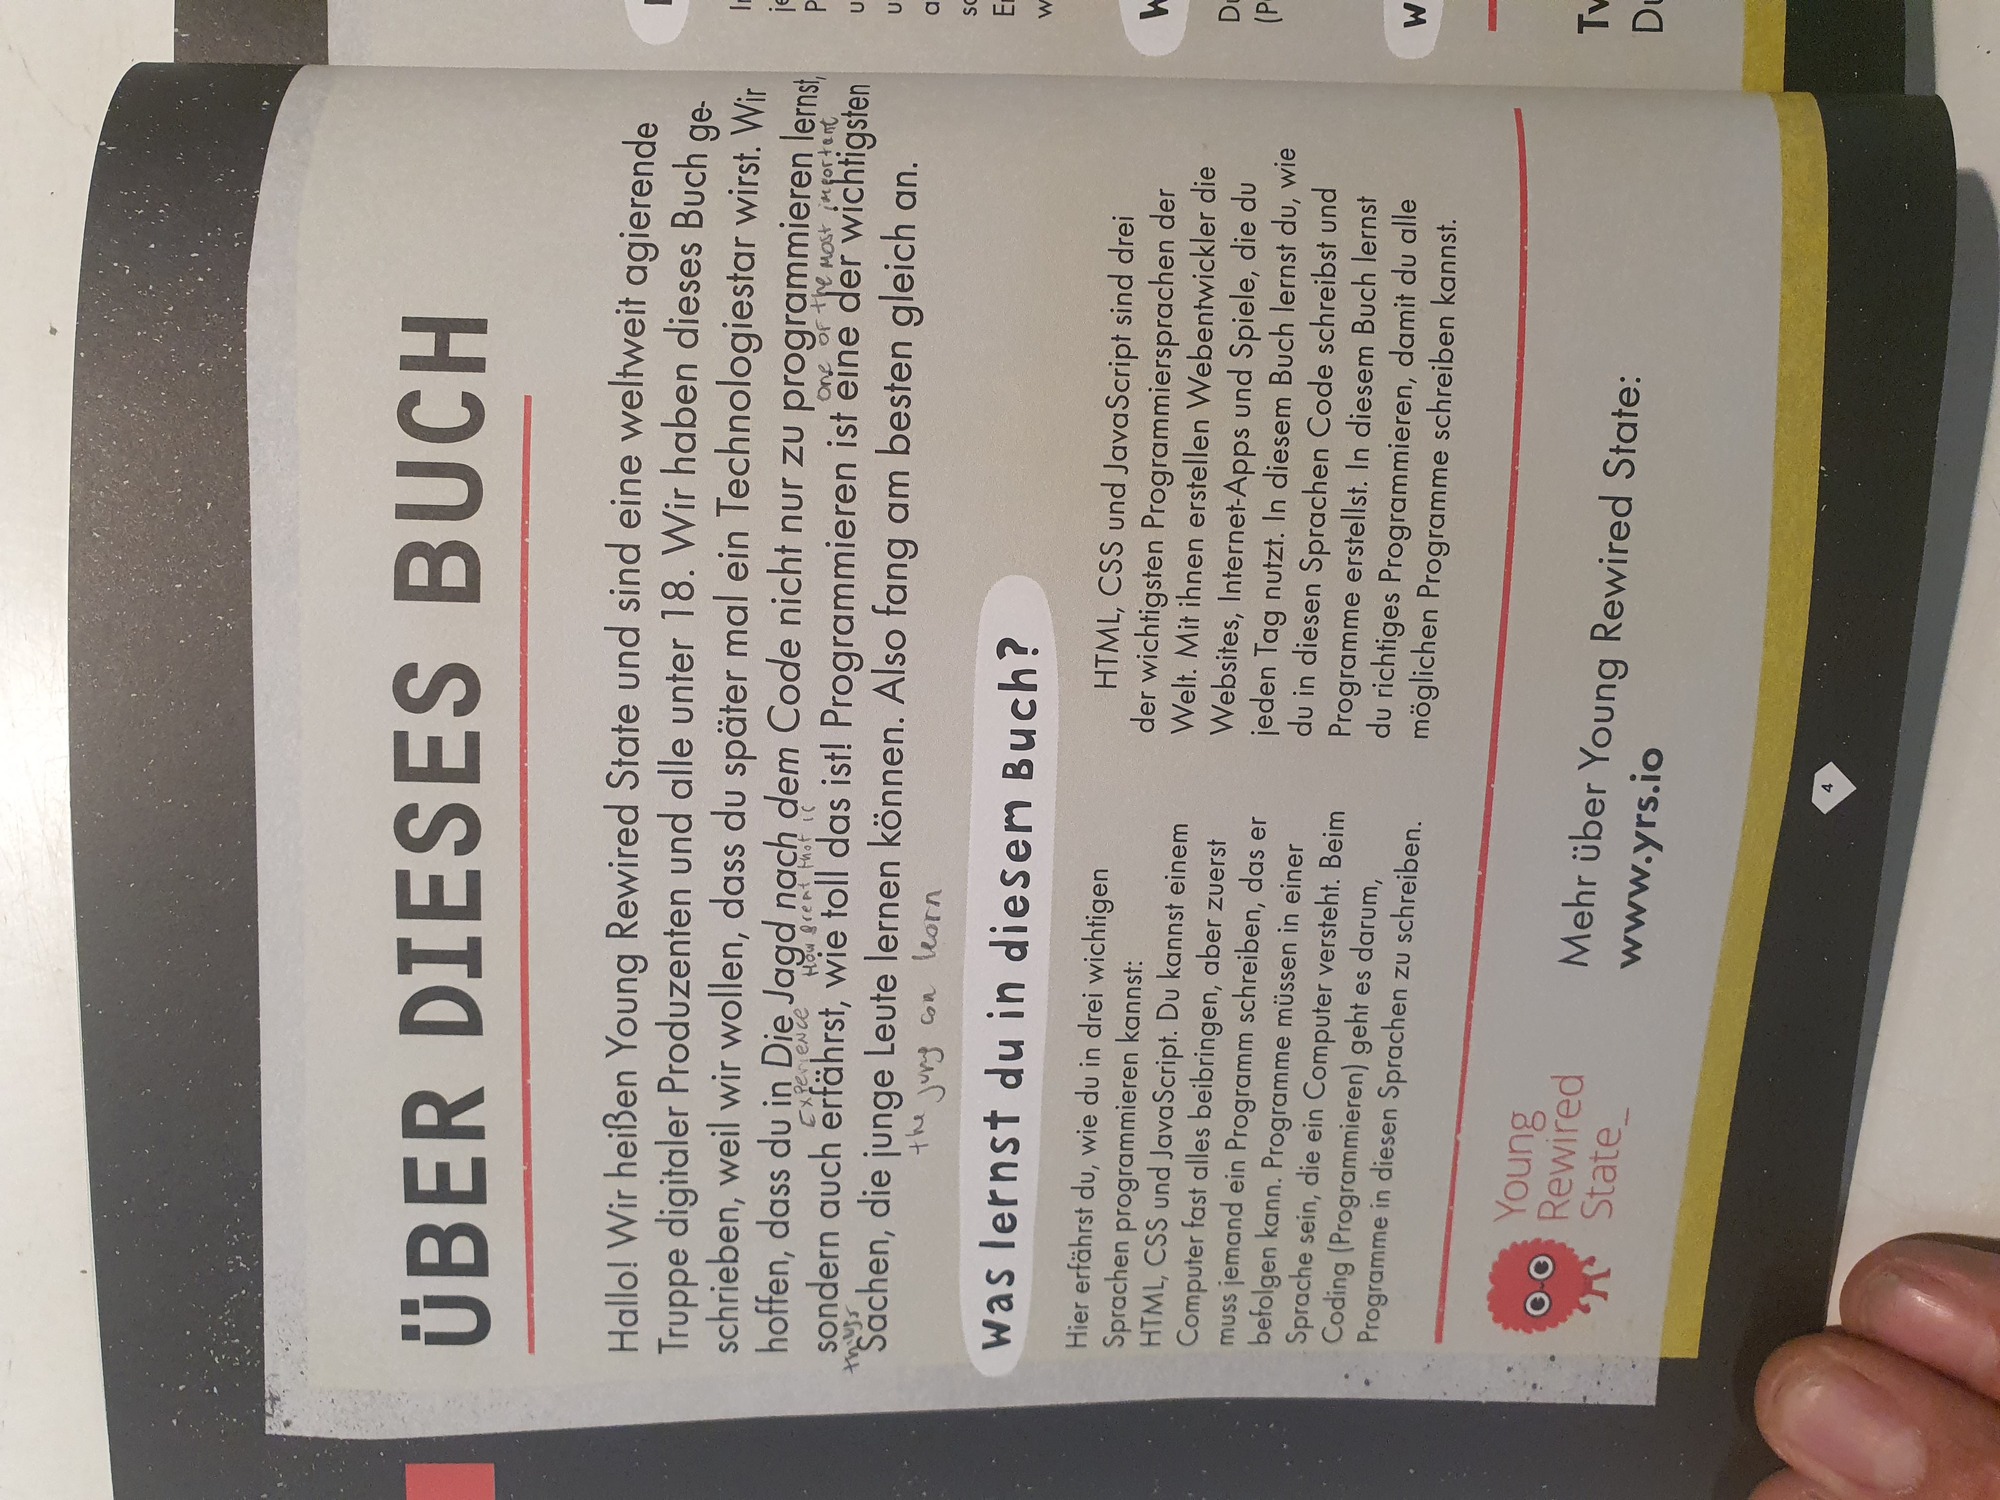 ÜBER DIESES BUCH
Hallo! Wir heißen Young Rewired State und sind eine weltweit agierende
Truppe digitaler Produzenten und alle unter 18. Wir haben dieses Buch ge-
schrieben, weil wir wollen, dass du später mal ein Technologiestar wirst. Wir
hoffen, dass du in Die Jagd nach dem Code nicht nur zu programmieren lernst,
Experience How great that is one of the most important
sondern auch erfährst, wie toll das ist! Programmieren ist eine der wichtigsten
things
Sachen, die junge Leute lernen können. Also fang am besten gleich an.
the jung can learn
Was lernst du in diesem Buch?
Hier erfährst du, wie du in drei wichtigen
Sprachen programmieren kannst:
HTML, CSS und JavaScript. Du kannst einem
Computer fast alles beibringen, aber zuerst
muss jemand ein Programm schreiben, das er
befolgen kann. Programme müssen in einer
Sprache sein, die ein Computer versteht. Beim
Coding (Programmieren) geht es darum,
Programme in diesen Sprachen zu schreiben.
HTML, CSS und JavaScript sind drei
der wichtigsten Programmiersprachen der
Welt. Mit ihnen erstellen Webentwickler die
Websites, Internet-Apps und Spiele, die du
jeden Tag nutzt. In diesem Buch lernst du, wie
du in diesen Sprachen Code schreibst und
Programme erstellst. In diesem Buch lernst
du richtiges Programmieren, damit du alle
möglichen Programme schreiben kannst.
Young
Rewired
State_
Mehr über Young Rewired State:
www.yrs.io
4